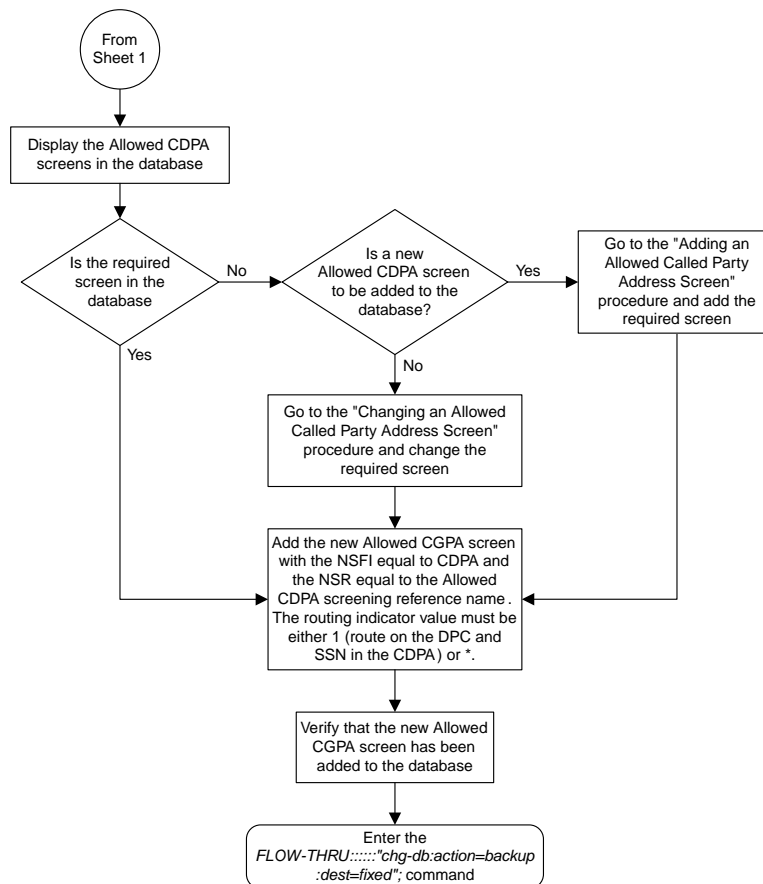 From
Sheet 1
Display the Allowed CDPA
screens in the database
Is the required
screen in the
database
No
Is a new
Allowed CDPA screen
to be added to the
database?
Yes
Go to the "Adding an
Allowed Called Party
Address Screen"
procedure and add the
required screen
Yes
No
Go to the "Changing an Allowed
Called Party Address Screen"
procedure and change the
required screen
Add the new Allowed CGPA screen
with the NSFI equal to CDPA and
the NSR equal to the Allowed
CDPA screening reference name.
The routing indicator value must be
either 1 (route on the DPC and
SSN in the CDPA) or *.
Verify that the new Allowed
CGPA screen has been
added to the database
Enter the
FLOW-THRU::::::"chg-db:action=backup
:dest=fixed"; command